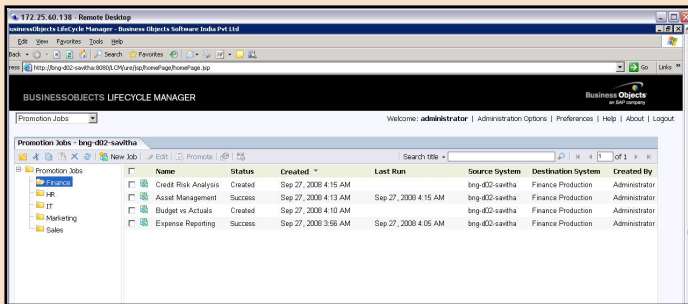 172.25.60.138 - Remote Desktop
usinessObjects LifeCycle Manager - Business Objects Software India Pvt Ltd
Edit View Favorites Tools Help
Back Search Favorites
ress http://bng-d02-savitha:8080/LCM/jure/jsp/homePage/homePage.jsp Go Links »
BUSINESSOBJECTS LIFECYCLE MANAGER
Business Objects
an SAP company
Promotion Jobs Welcome: administrator | Administration Options | Preferences | Help | About | Logout
Promotion Jobs - bng-d02-savitha
New Job Edit Promote Search title 1 of 1
Promotion Jobs
Finance
HR
IT
Marketing
Sales
Name Status Created Last Run Source System Destination System Created By
Credit Risk Analysis Created Sep 27, 2008 4:15 AM bng-d02-savitha Finance Production Administrator
Asset Management Success Sep 27, 2008 4:13 AM Sep 27, 2008 4:15 AM bng-d02-savitha Finance Production Administrator
Budget vs Actuals Created Sep 27, 2008 4:10 AM bng-d02-savitha Finance Production Administrator
Expense Reporting Success Sep 27, 2008 3:56 AM Sep 27, 2008 4:05 AM bng-d02-savitha Finance Production Administrator